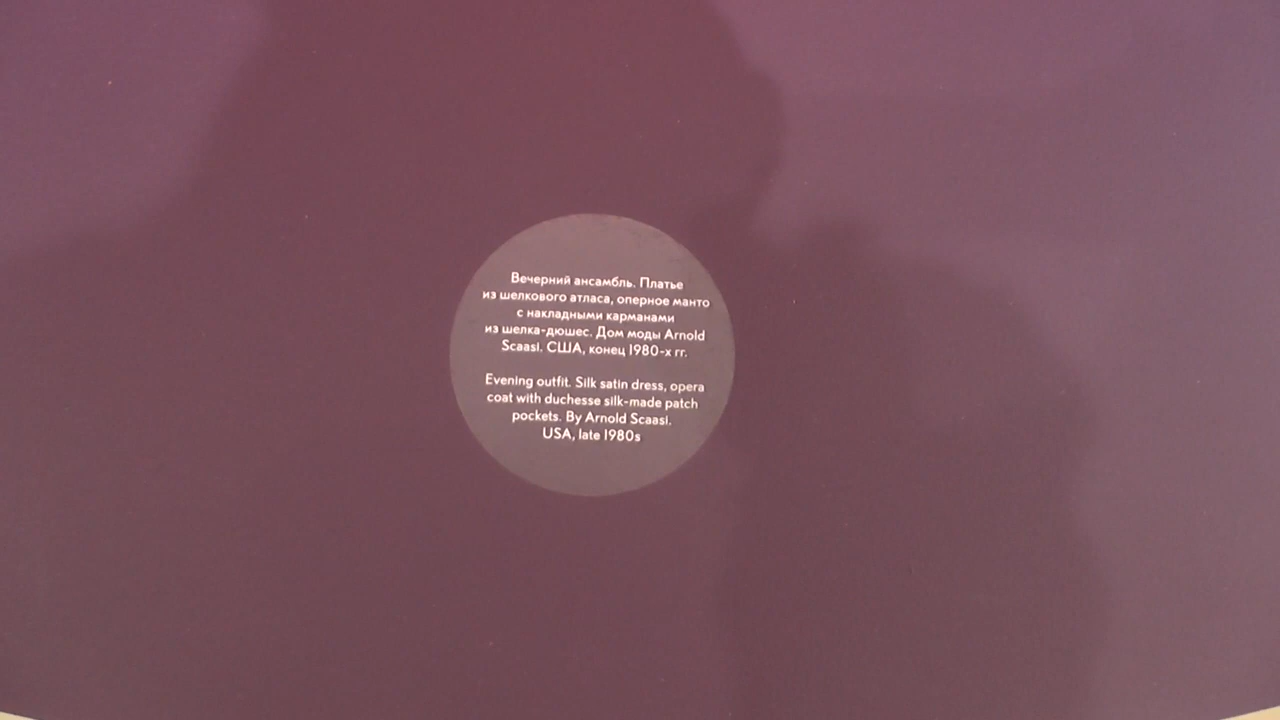 Вечерний ансамбль. Платье
из шелкового атласа, оперное манто
с накладными карманами
из шелка-дюшес. Дом моды Arnold
Scaasi. США, конец 1980-х гг.
Evening outfit. Silk satin dress, opera
coat with duchesse silk-made patch
pockets. By Arnold Scaasi.
USA, late 1980s